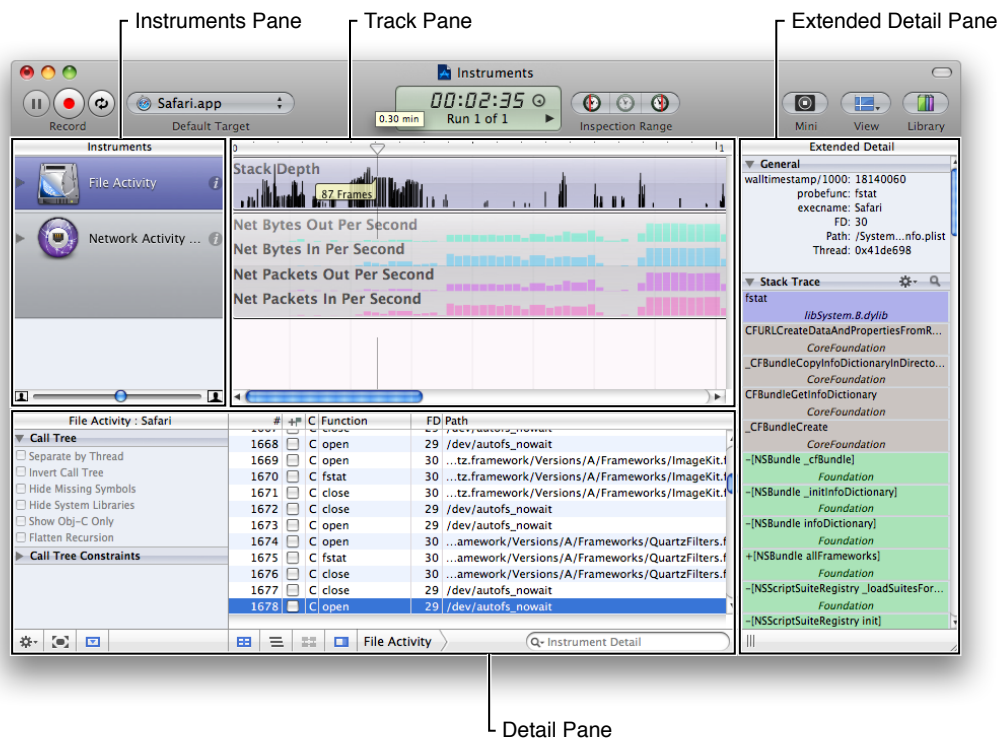 Instruments Pane
Track Pane
Extended Detail Pane
Instruments
Safari.app
00:02:35
0.30 min
Run 1 of 1
Record
Default Target
Inspection Range
Mini
View
Library
Instruments
File Activity
Network Activity ...
0
1
Stack Depth
87 Frames
Net Bytes Out Per Second
Net Bytes In Per Second
Net Packets Out Per Second
Net Packets In Per Second
Extended Detail
General
walltimestamp/1000: 18140060
probefunc: fstat
execname: Safari
FD: 30
Path: /System...nfo.plist
Thread: 0x41de698
Stack Trace
fstat
libSystem.B.dylib
CFURLCreateDataAndPropertiesFromR...
CoreFoundation
_CFBundleCopyInfoDictionaryInDirecto...
CoreFoundation
CFBundleGetInfoDictionary
CoreFoundation
_CFBundleCreate
CoreFoundation
-[NSBundle _cfBundle]
Foundation
-[NSBundle _initInfoDictionary]
Foundation
-[NSBundle infoDictionary]
Foundation
+[NSBundle allFrameworks]
Foundation
-[NSScriptSuiteRegistry _loadSuitesFor...
Foundation
-[NSScriptSuiteRegistry init]
File Activity : Safari
Call Tree
Separate by Thread
Invert Call Tree
Hide Missing Symbols
Hide System Libraries
Show Obj-C Only
Flatten Recursion
Call Tree Constraints
# C Function FD Path
1668 C open 29 /dev/autofs_nowait
1669 C open 30 ...tz.framework/Versions/A/Frameworks/ImageKit.f
1670 C fstat 30 ...tz.framework/Versions/A/Frameworks/ImageKit.f
1671 C close 30 ...tz.framework/Versions/A/Frameworks/ImageKit.f
1672 C close 29 /dev/autofs_nowait
1673 C open 29 /dev/autofs_nowait
1674 C open 30 ...amework/Versions/A/Frameworks/QuartzFilters.f
1675 C fstat 30 ...amework/Versions/A/Frameworks/QuartzFilters.f
1676 C close 30 ...amework/Versions/A/Frameworks/QuartzFilters.f
1677 C close 29 /dev/autofs_nowait
1678 C open 29 /dev/autofs_nowait
File Activity
Instrument Detail
Detail Pane